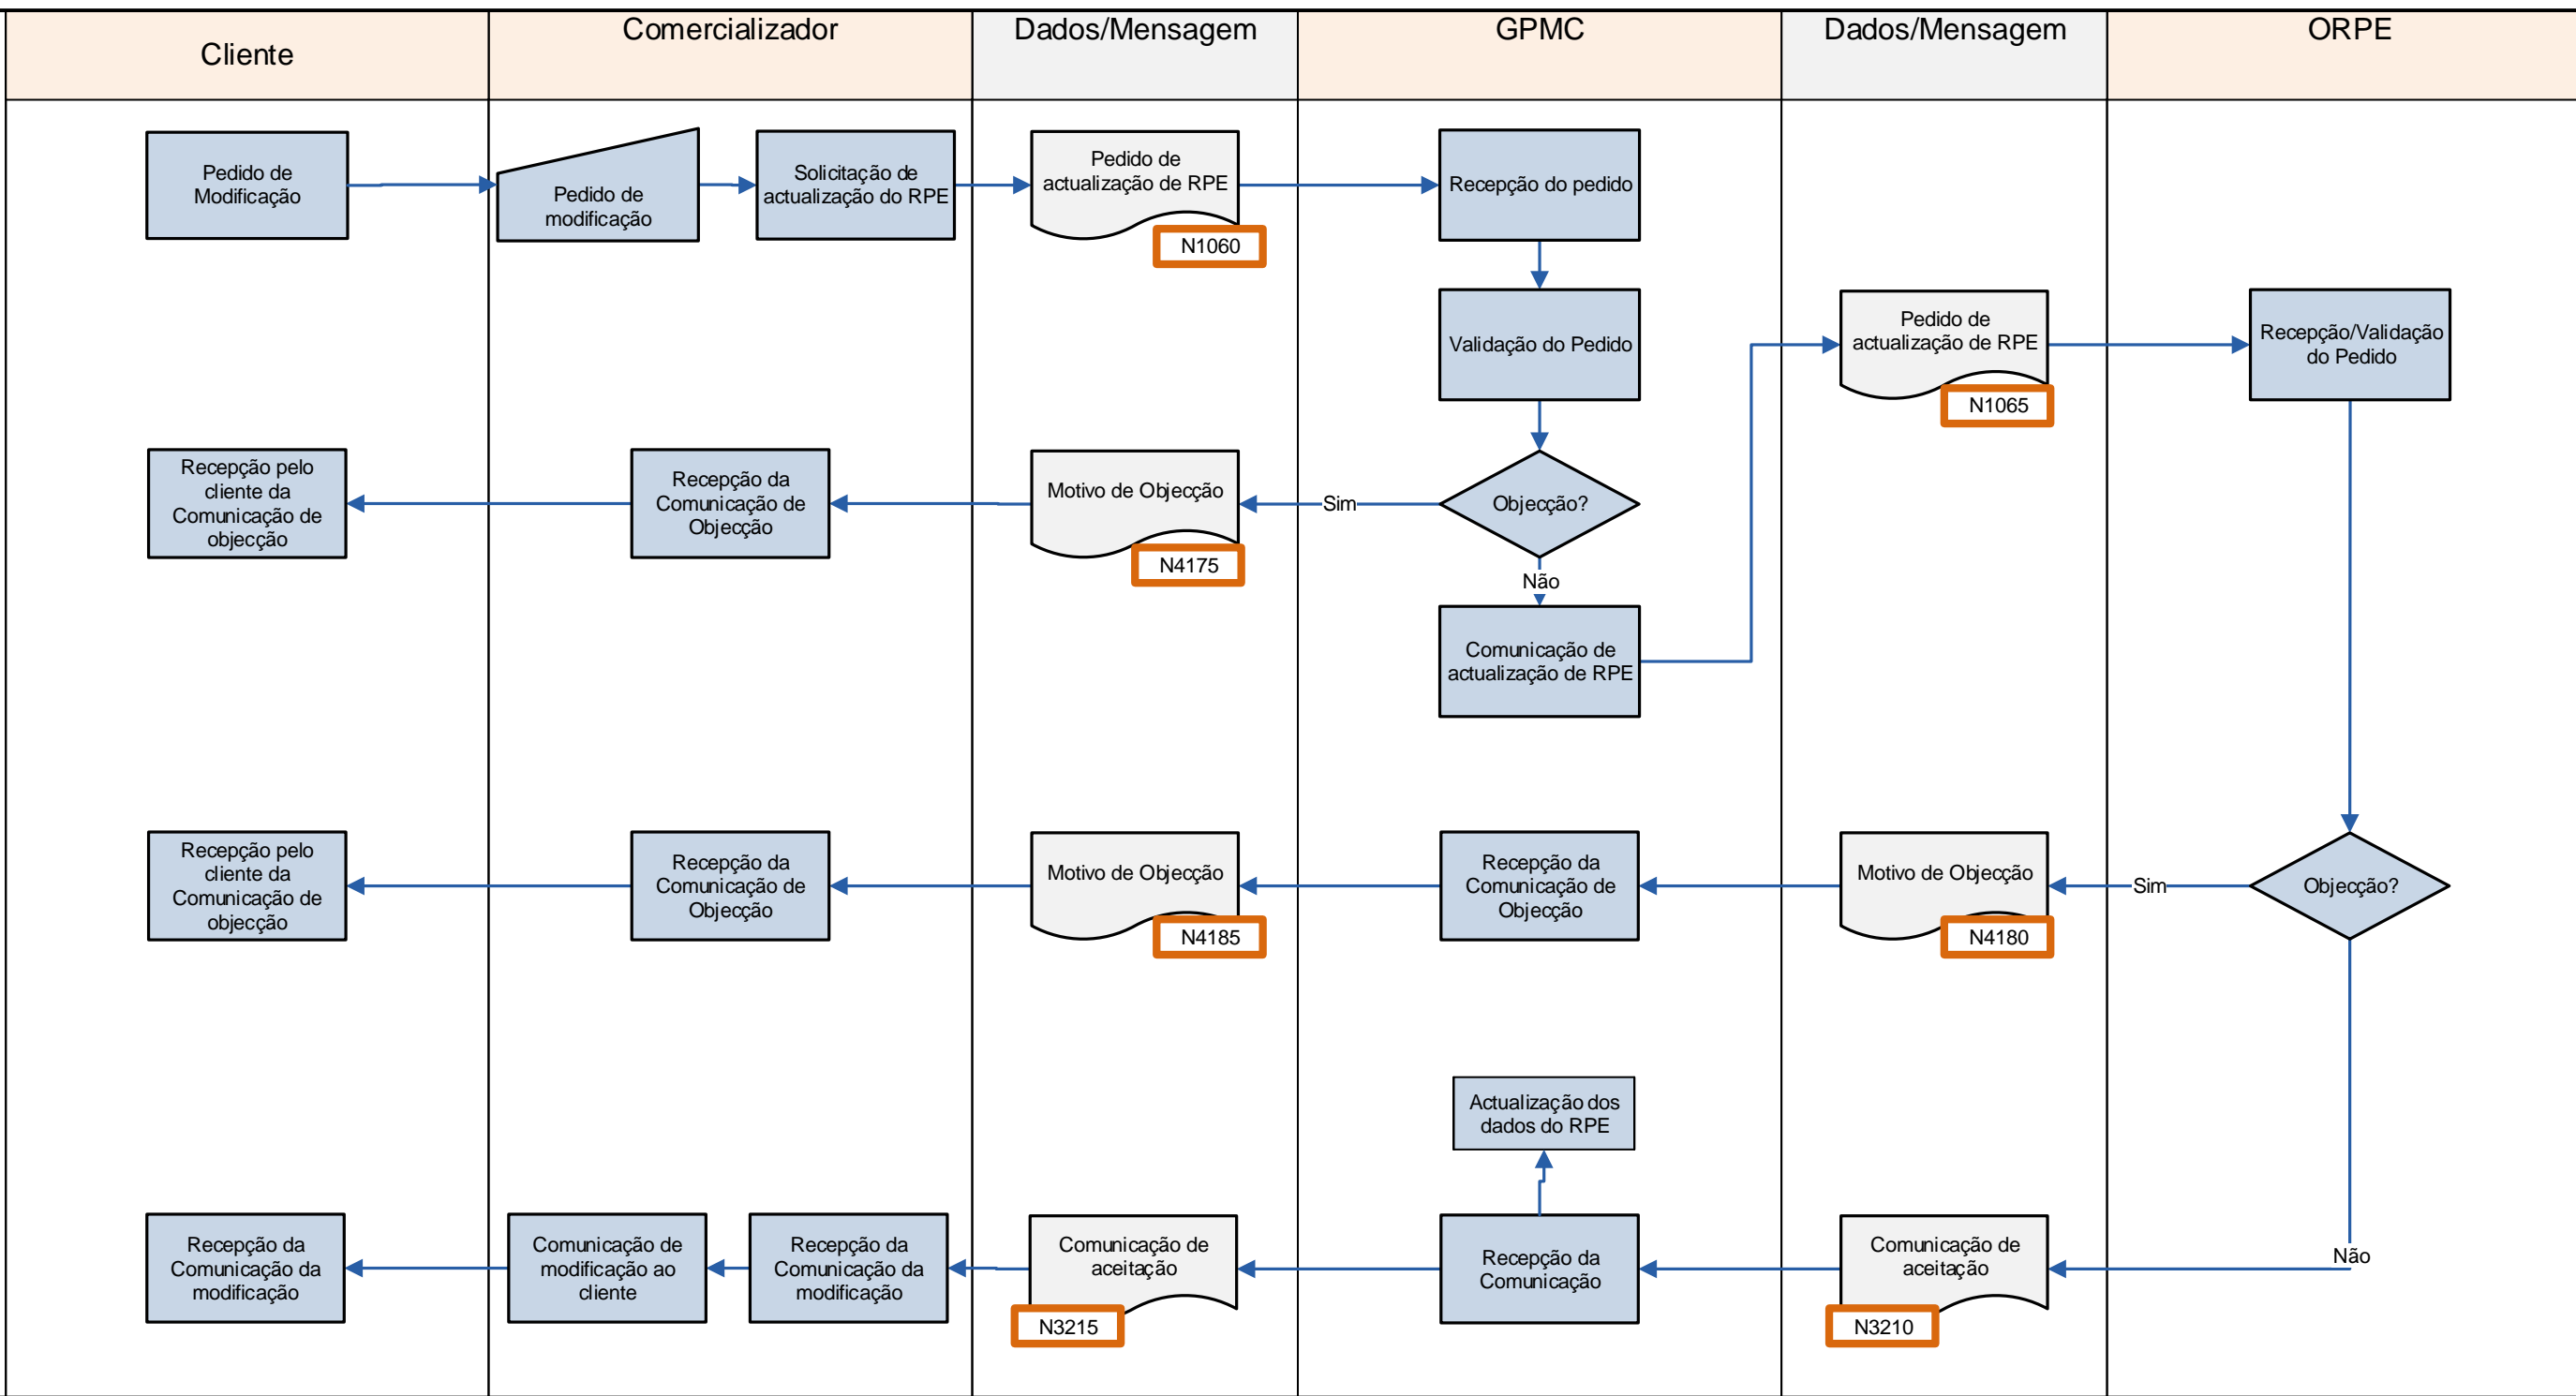 Cliente
Comercializador
Dados/Mensagem
GPMC
Dados/Mensagem
ORPE
Pedido de
Modificação
Pedido de
modificação
Solicitação de
actualização do RPE
Pedido de
actualização de RPE
N1060
Recepção do pedido
Validação do Pedido
Pedido de
actualização de RPE
N1065
Recepção/Validação
do Pedido
Recepção pelo
cliente da
Comunicação de
objecção
Recepção da
Comunicação de
Objecção
Motivo de Objecção
N4175
Sim
Objecção?
Não
Comunicação de
actualização de RPE
Recepção pelo
cliente da
Comunicação de
objecção
Recepção da
Comunicação de
Objecção
Motivo de Objecção
N4185
Recepção da
Comunicação de
Objecção
Motivo de Objecção
N4180
Sim
Objecção?
Actualização dos
dados do RPE
Recepção da
Comunicação da
modificação
Comunicação de
modificação ao
cliente
Recepção da
Comunicação da
modificação
Comunicação de
aceitação
N3215
Recepção da
Comunicação
Comunicação de
aceitação
N3210
Não